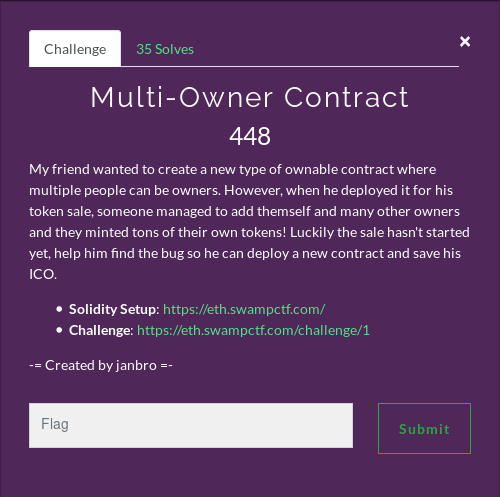 Challenge
35 Solves
×
Multi-Owner Contract
448
My friend wanted to create a new type of ownable contract where
multiple people can be owners. However, when he deployed it for his
token sale, someone managed to add themself and many other owners
and they minted tons of their own tokens! Luckily the sale hasn't started
yet, help him find the bug so he can deploy a new contract and save his
ICO.
• Solidity Setup: https://eth.swampctf.com/
• Challenge: https://eth.swampctf.com/challenge/1
-= Created by janbro =-
Flag
Submit